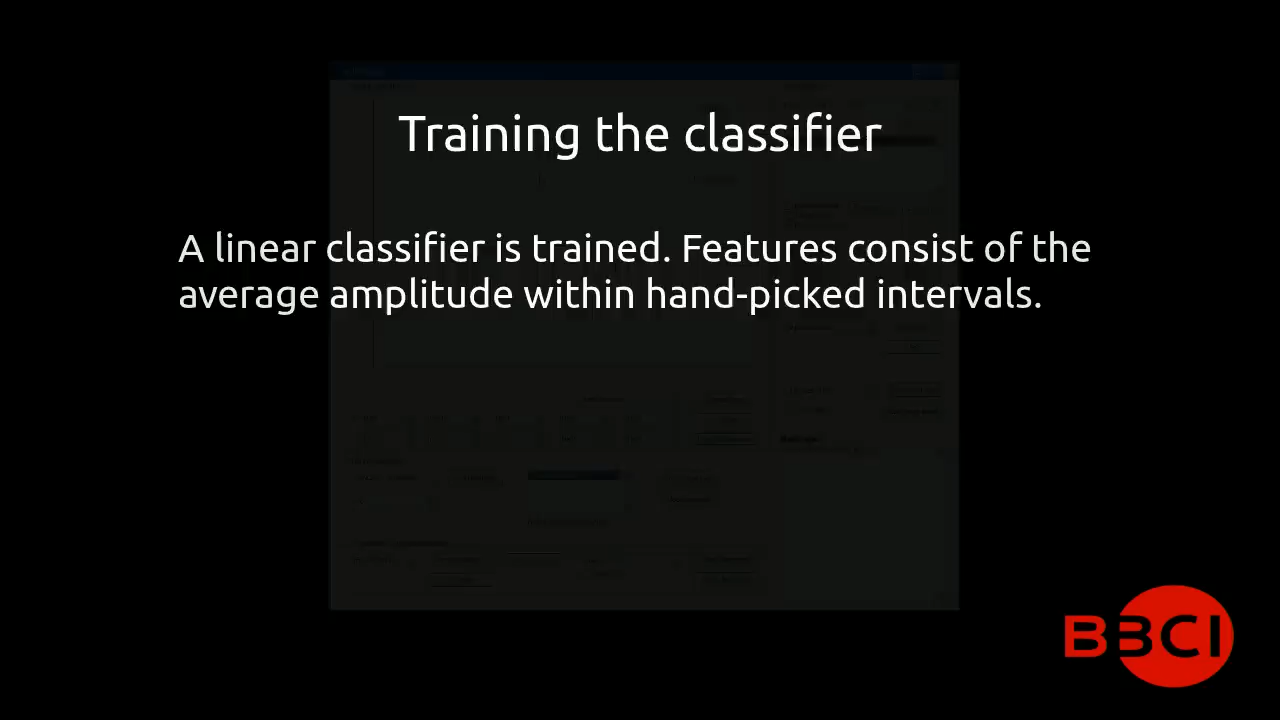 Training the classifier
A linear classifier is trained. Features consist of the
average amplitude within hand-picked intervals.
BBCI